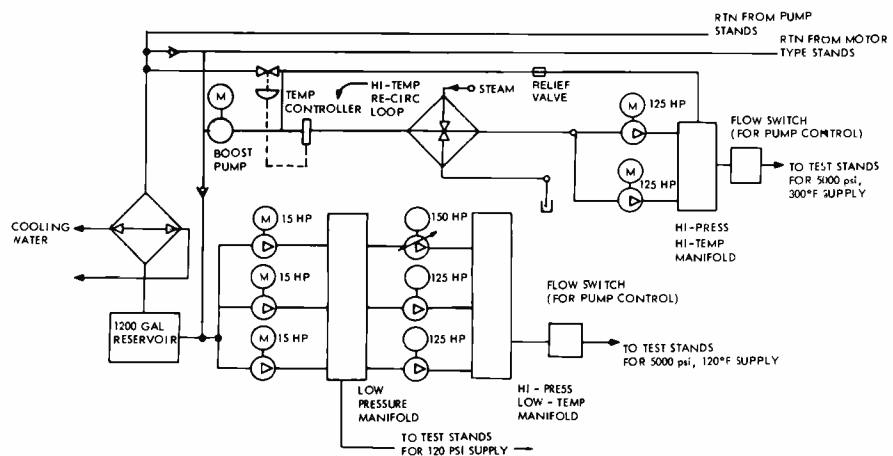 RTN FROM PUMP
STANDS
RTN FROM MOTOR
TYPE STANDS
M
TEMP
CONTROLLER
HI-TEMP
RE-CIRC
LOOP
STEAM
RELIEF
VALVE
BOOST
PUMP
M
125 HP
M
125 HP
FLOW SWITCH
(FOR PUMP CONTROL)
TO TEST STANDS
FOR 5000 psi,
300°F SUPPLY
HI-PRESS
HI-TEMP
MANIFOLD
COOLING
WATER
1200 GAL
RESERVOIR
M
15 HP
M
15 HP
M
15 HP
150 HP
125 HP
125 HP
LOW
PRESSURE
MANIFOLD
HI - PRESS
LOW - TEMP
MANIFOLD
FLOW SWITCH
(FOR PUMP CONTROL)
TO TEST STANDS
FOR 5000 psi, 120°F SUPPLY
TO TEST STANDS
FOR 120 PSI SUPPLY